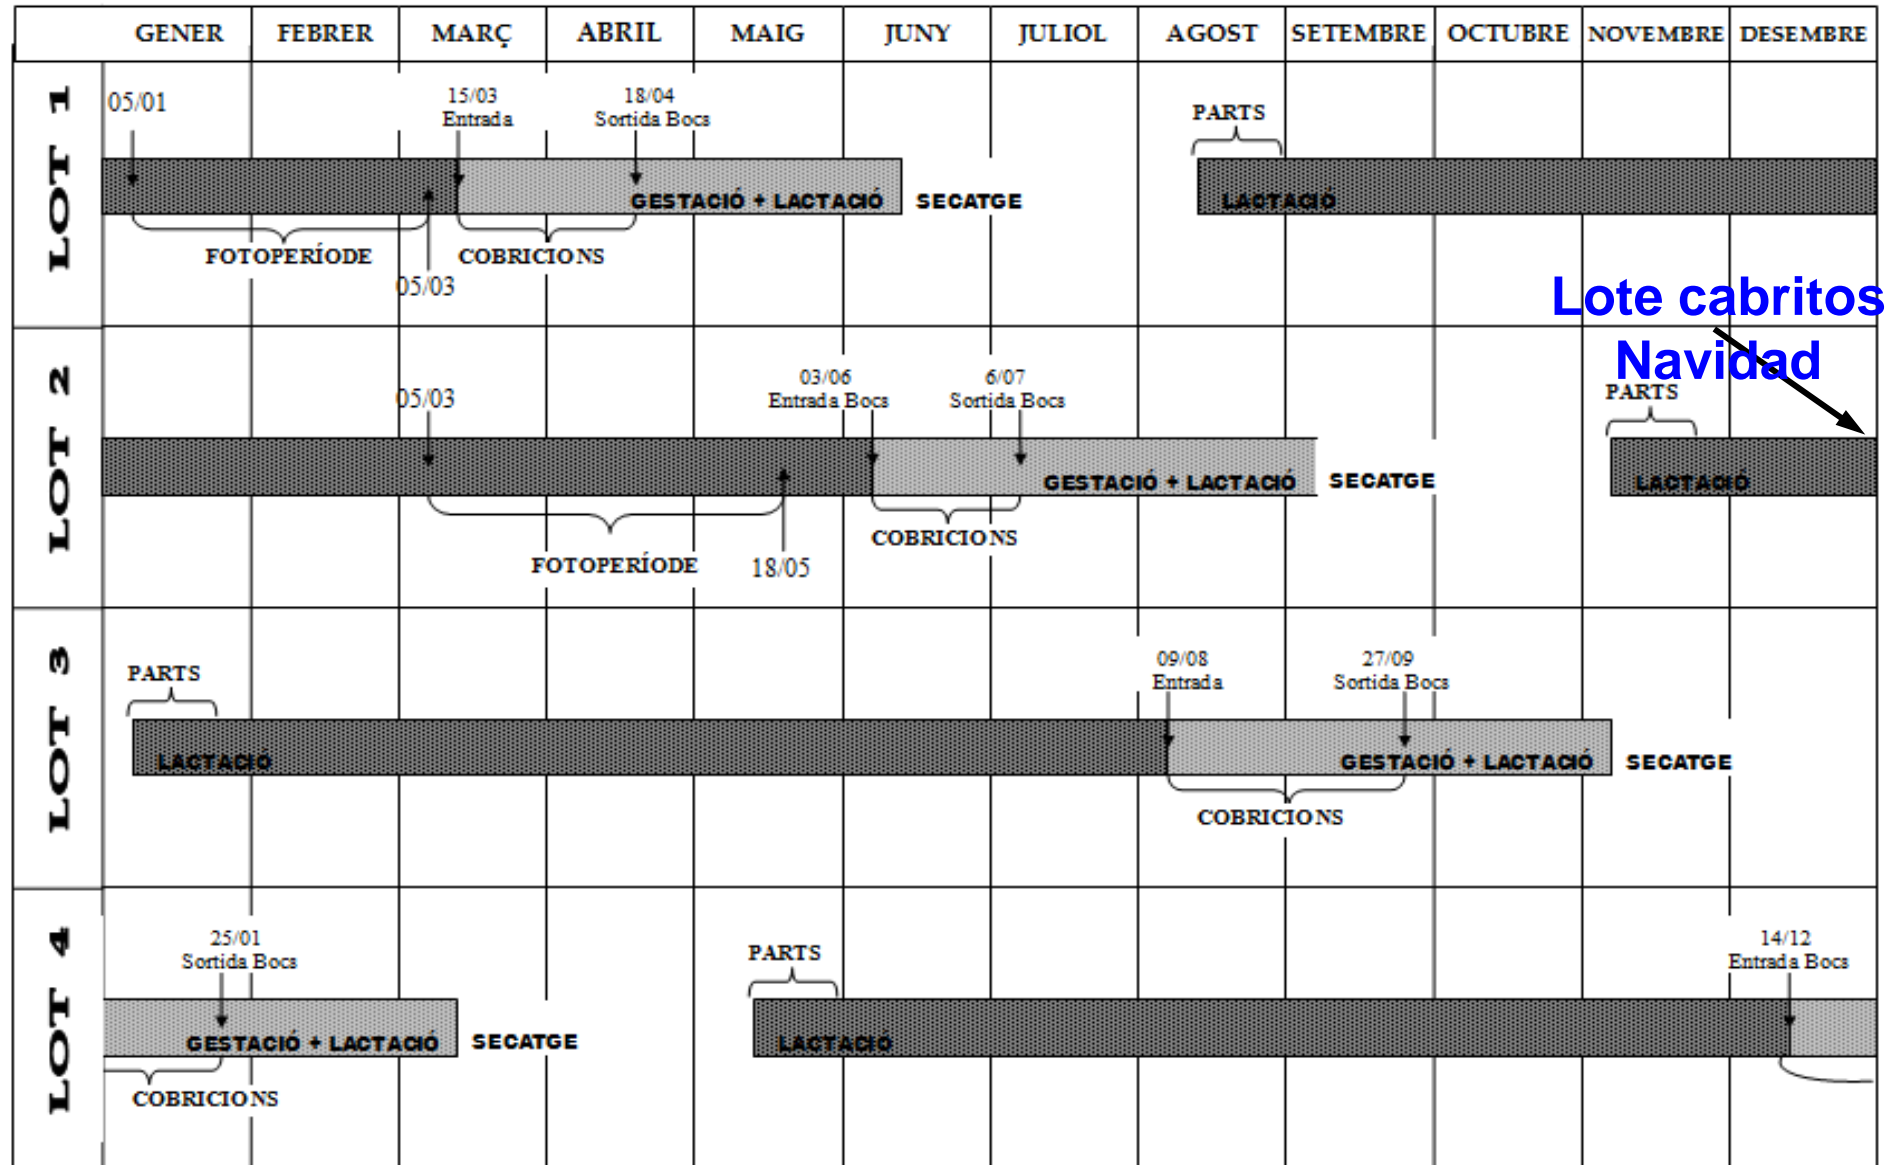 GENER FEBRER MARÇ ABRIL MAIG JUNY JULIOL AGOST SETEMBRE OCTUBRE NOVEMBRE DESEMBRE
LOT 1
05/01
15/03
Entrada
18/04
Sortida Bocs
PARTS
GESTACIÓ + LACTACIÓ
SECATGE
LACTACIÓ
FOTOPERÍODE
COBRICIONS
05/03
Lote cabritos
Navidad
LOT 2
05/03
03/06
Entrada Bocs
6/07
Sortida Bocs
PARTS
GESTACIÓ + LACTACIÓ
SECATGE
LACTACIÓ
COBRICIONS
FOTOPERÍODE
18/05
LOT 3
PARTS
09/08
Entrada
27/09
Sortida Bocs
LACTACIÓ
GESTACIÓ + LACTACIÓ
SECATGE
COBRICIONS
LOT 4
25/01
Sortida Bocs
PARTS
14/12
Entrada Bocs
GESTACIÓ + LACTACIÓ
SECATGE
LACTACIÓ
COBRICIONS